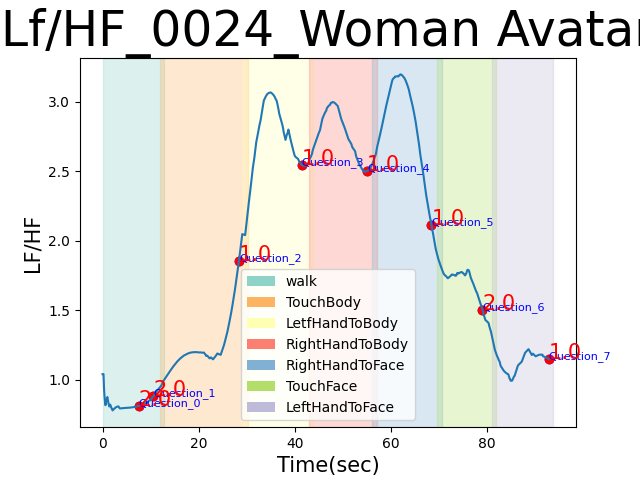 Lf/HF_0024_Woman Avatar
LF/HF
3.0
2.5
2.0
1.5
1.0
1.0
Question_3
1.0
Question_4
1.0
Question_5
1.0
Question_2
2.0
Question_6
1.0
Question_7
2.0
Question_1
2.0
Question_0
walk
TouchBody
LetfHandToBody
RightHandToBody
RightHandToFace
TouchFace
LeftHandToFace
0
20
40
60
80
Time(sec)